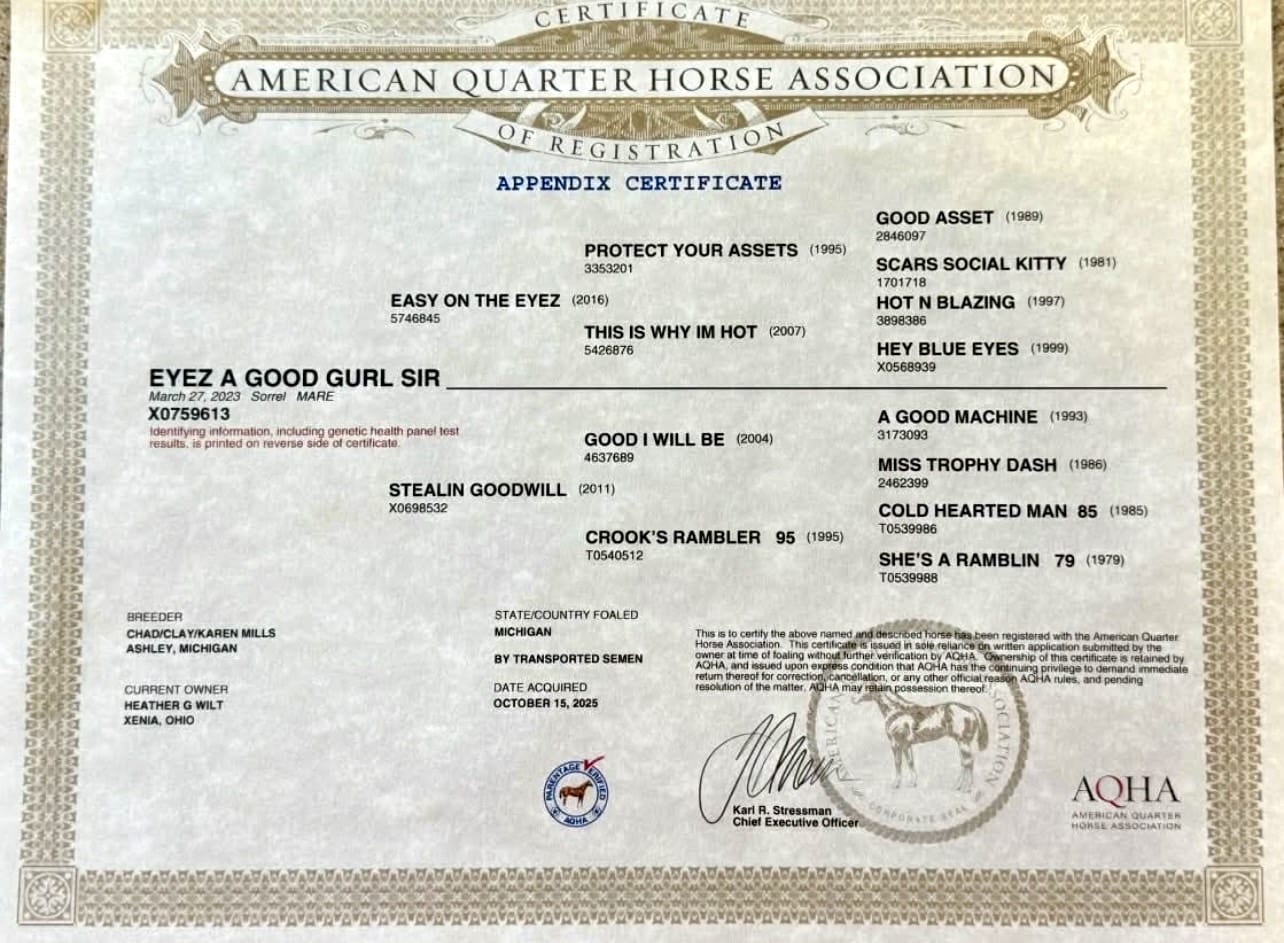 CERTIFICATE
AMERICAN QUARTER HORSE ASSOCIATION
OF REGISTRATION
APPENDIX CERTIFICATE
GOOD ASSET (1989)
2846097
PROTECT YOUR ASSETS (1995)
3353201
SCARS SOCIAL KITTY (1981)
1701718
EASY ON THE EYEZ (2016)
5746845
HOT N BLAZING (1997)
3898386
THIS IS WHY IM HOT (2007)
5426876
HEY BLUE EYES (1999)
X0568939
EYEZ A GOOD GURL SIR
March 27, 2023 Sorrel MARE
X0759613
Identifying information, including genetic health panel test
results, is printed on reverse side of certificate.
A GOOD MACHINE (1993)
3173093
GOOD I WILL BE (2004)
4637689
MISS TROPHY DASH (1986)
2462399
STEALIN GOODWILL (2011)
X0698532
COLD HEARTED MAN 85 (1985)
T0539986
CROOK'S RAMBLER 95 (1995)
T0540512
SHE'S A RAMBLIN 79 (1979)
T0539988
BREEDER
CHAD/CLAY/KAREN MILLS
ASHLEY, MICHIGAN
CURRENT OWNER
HEATHER G WILT
XENIA, OHIO
STATE/COUNTRY FOALED
MICHIGAN
BY TRANSPORTED SEMEN
DATE ACQUIRED
OCTOBER 15, 2025
This is to certify the above named and described horse has been registered with the American Quarter
Horse Association. This certificate is issued in sole reliance on written application submitted by the
owner at time of foaling without further verification by AQHA. Ownership of this certificate is retained by
AQHA, and issued upon express condition that AQHA has the continuing privilege to demand immediate
return thereof for correction, cancellation, or any other official reason AQHA rules, and pending
resolution of the matter, AQHA may retain possession thereof.
PARENTAGE VERIFIED
AQHA
Karl R. Stressman
Chief Executive Officer
AMERICAN ASSOCIATION
CORPORATE SEAL
AQHA
AMERICAN QUARTER
HORSE ASSOCIATION